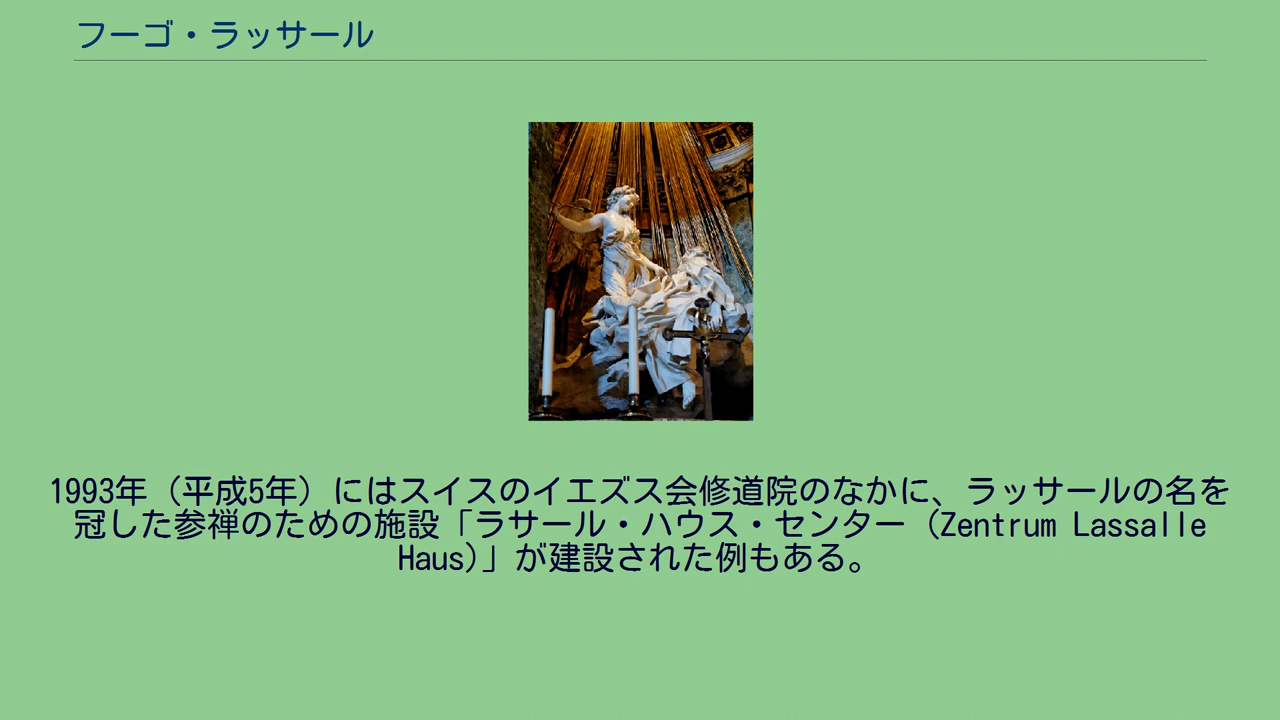 フーゴ・ラッサール
1993年（平成5年）にはスイスのイエズス会修道院のなかに、ラッサールの名を
冠した参禅のための施設「ラサール・ハウス・センター（Zentrum Lassalle
Haus)」が建設された例もある。